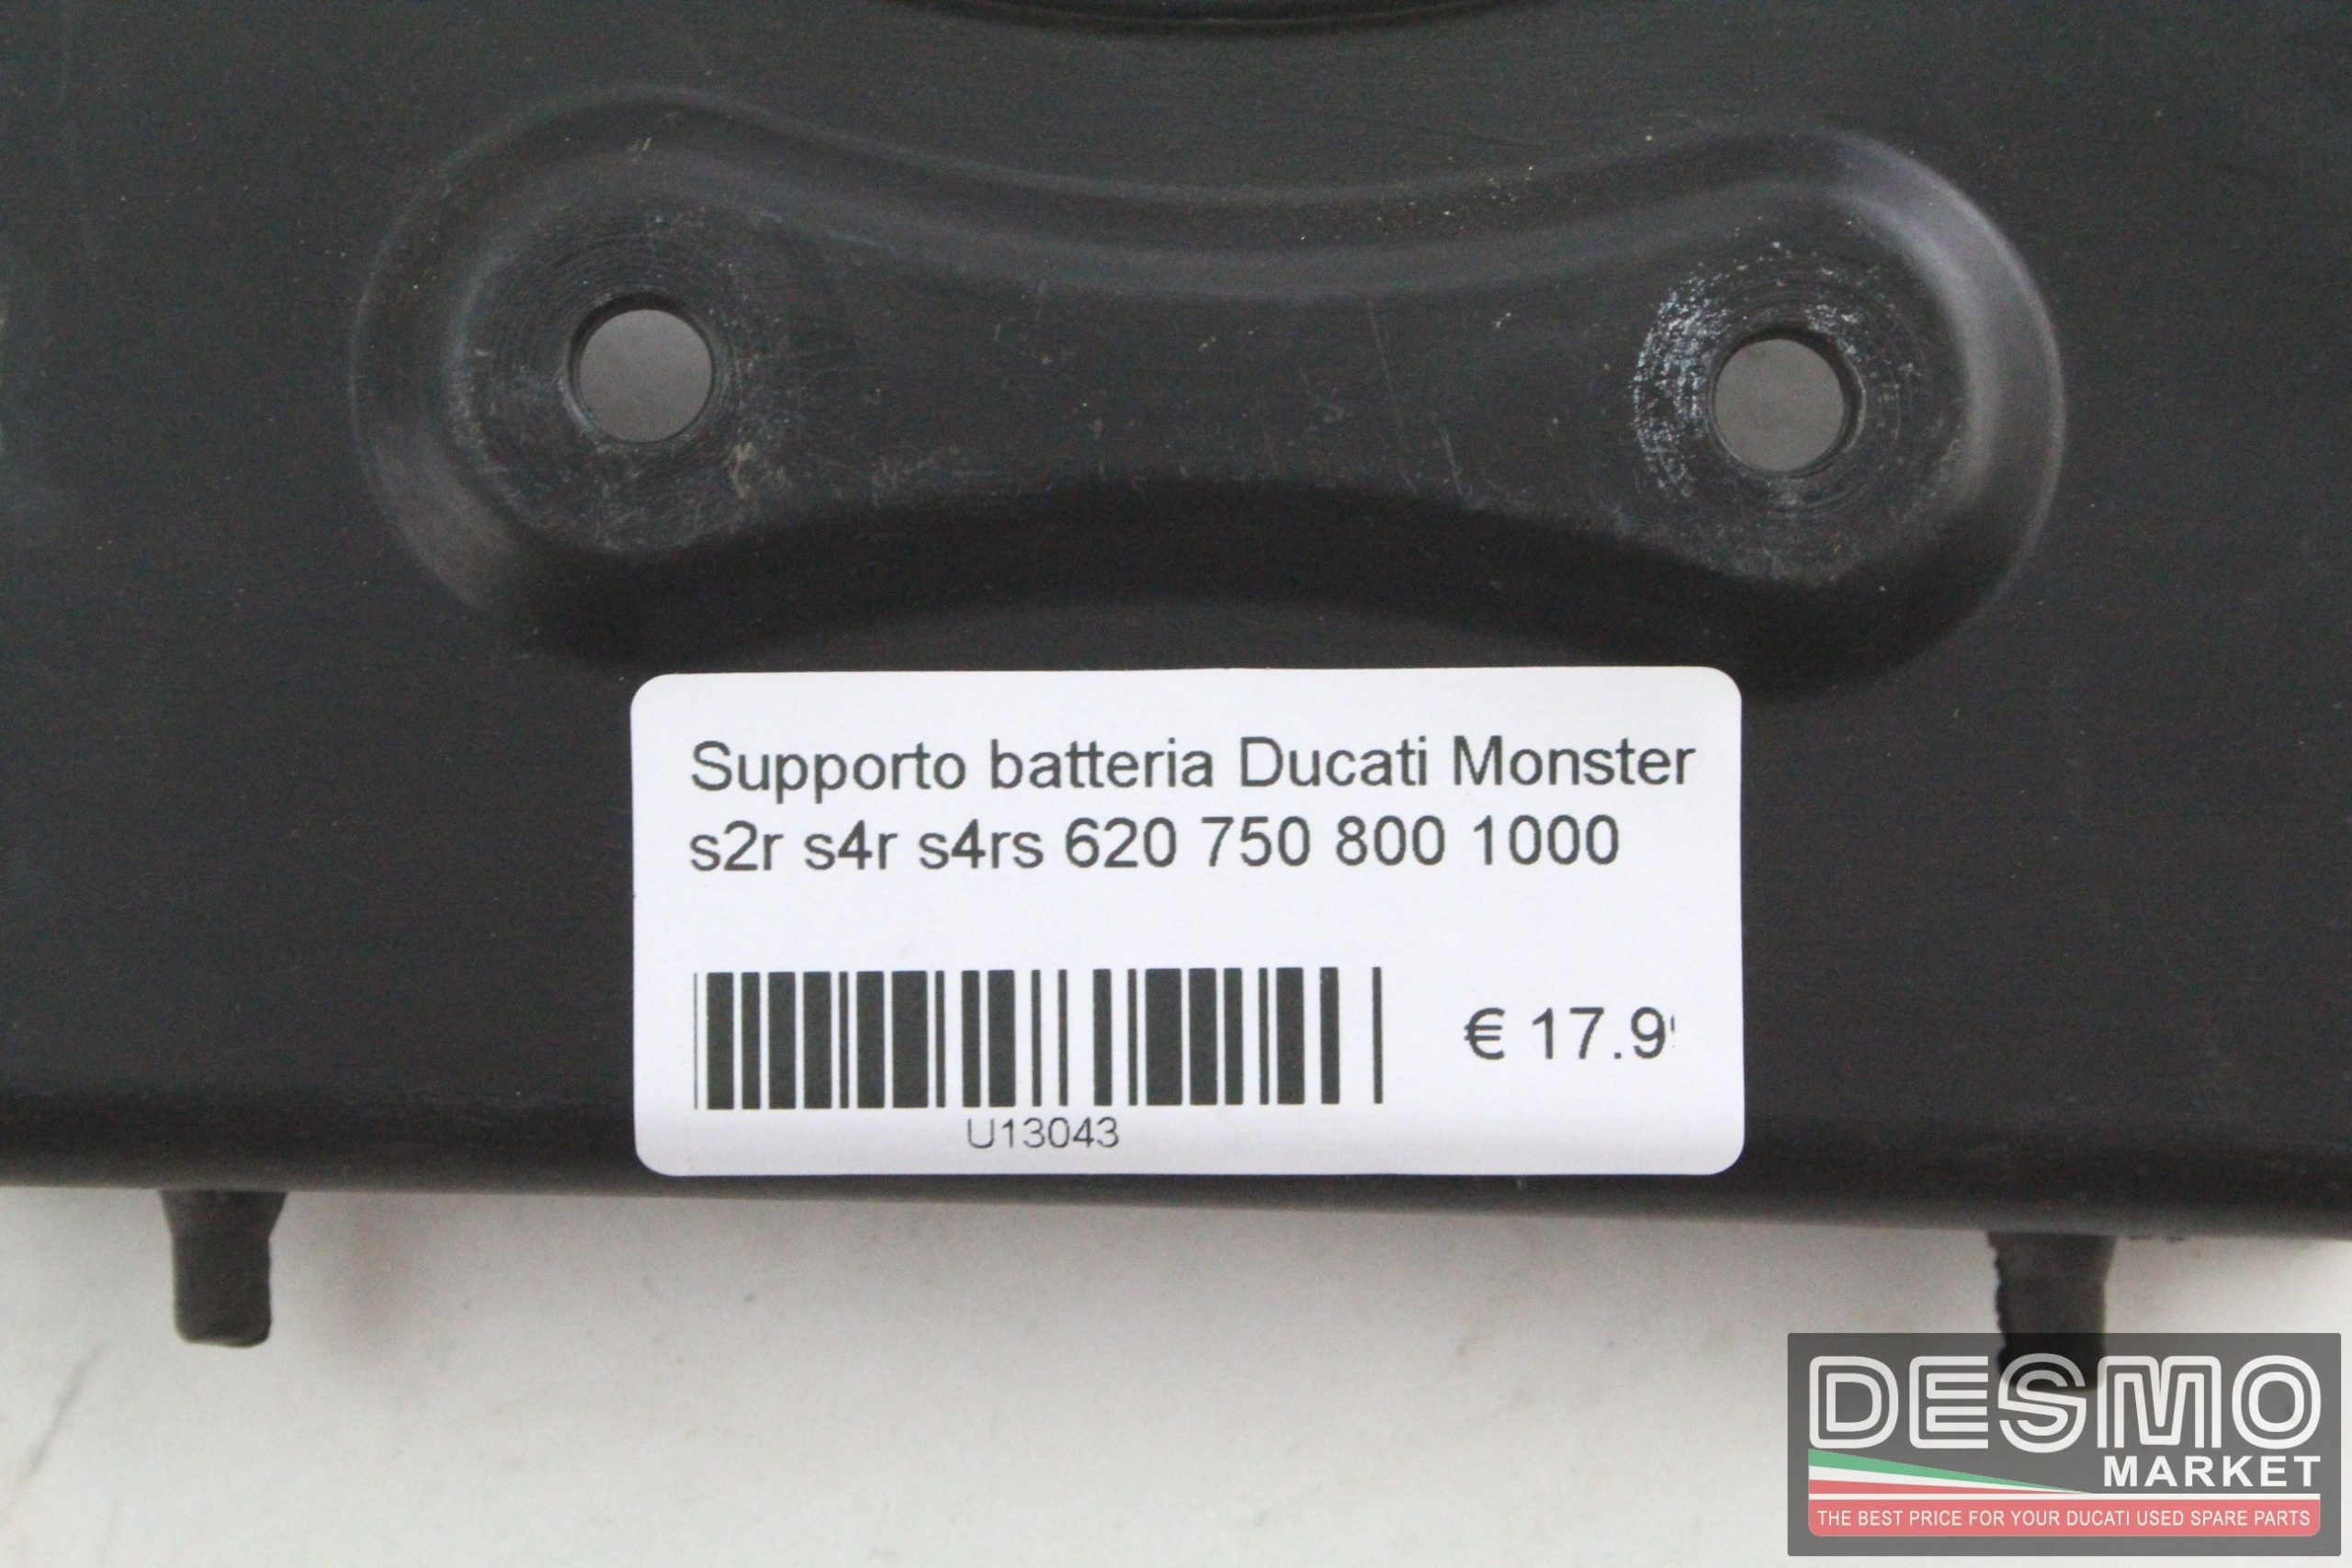 Supporto batteria Ducati Monster
s2r s4r s4rs 620 750 800 1000
€ 17.9
U13043
DESMO
MARKET
THE BEST PRICE FOR YOUR DUCATI USED SPARE PARTS